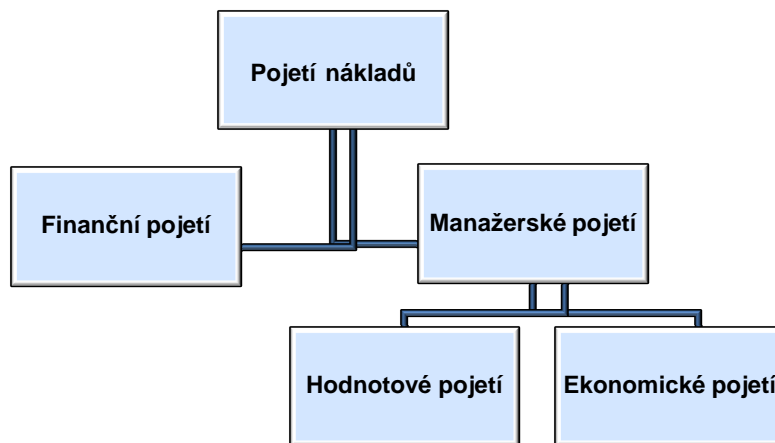 Pojetí nákladů
Finanční pojetí
Manažerské pojetí
Hodnotové pojetí
Ekonomické pojetí